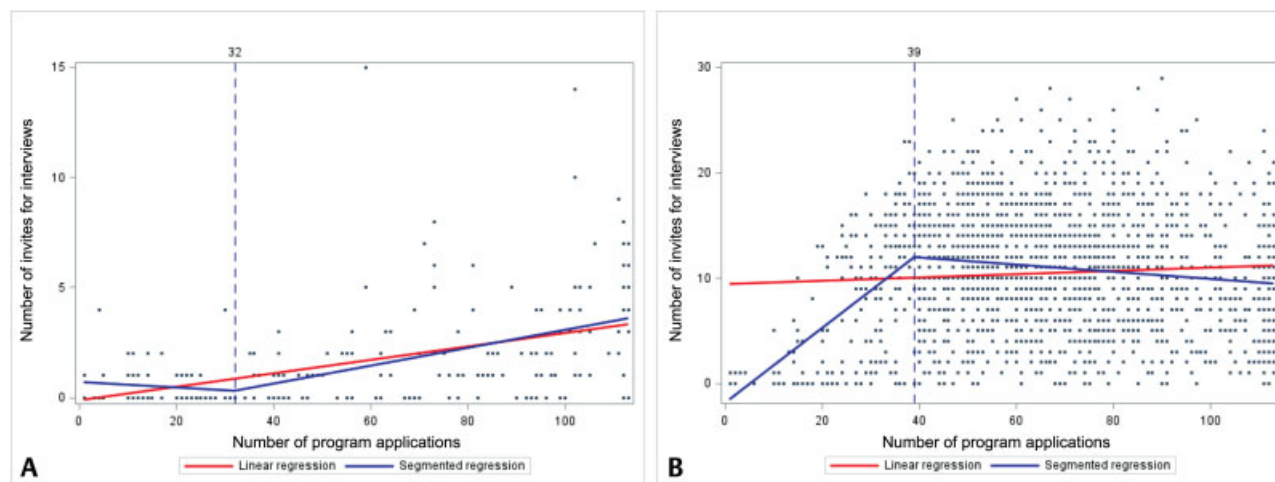 32
15
10
5
0
Number of invites for interviews
0 20 40 60 80 100
Number of program applications
Linear regression Segmented regression
A
39
30
20
10
0
Number of invites for interviews
0 20 40 60 80 100
Number of program applications
Linear regression Segmented regression
B